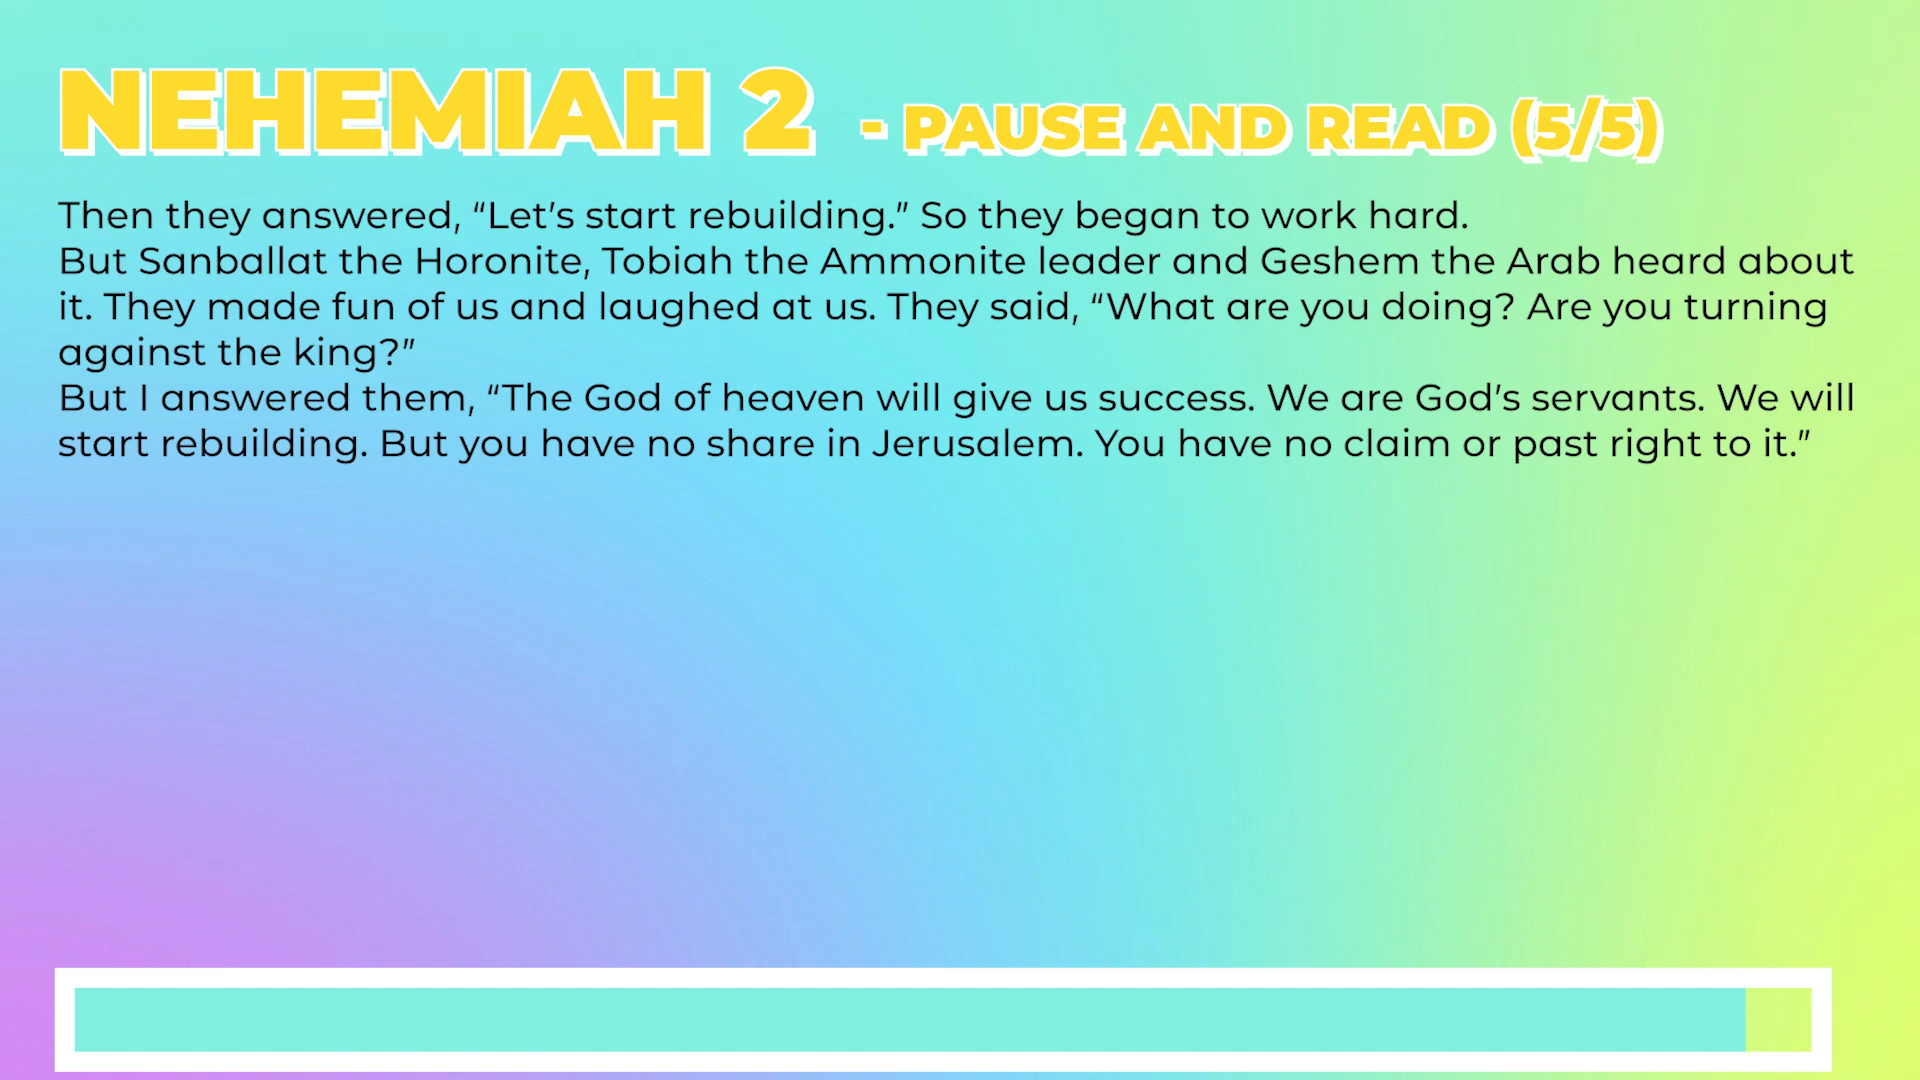 NEHEMIAH 2 - PAUSE AND READ (5/5)
Then they answered, “Let’s start rebuilding.” So they began to work hard.
But Sanballat the Horonite, Tobiah the Ammonite leader and Geshem the Arab heard about
it. They made fun of us and laughed at us. They said, “What are you doing? Are you turning
against the king?”
But I answered them, “The God of heaven will give us success. We are God’s servants. We will
start rebuilding. But you have no share in Jerusalem. You have no claim or past right to it.”